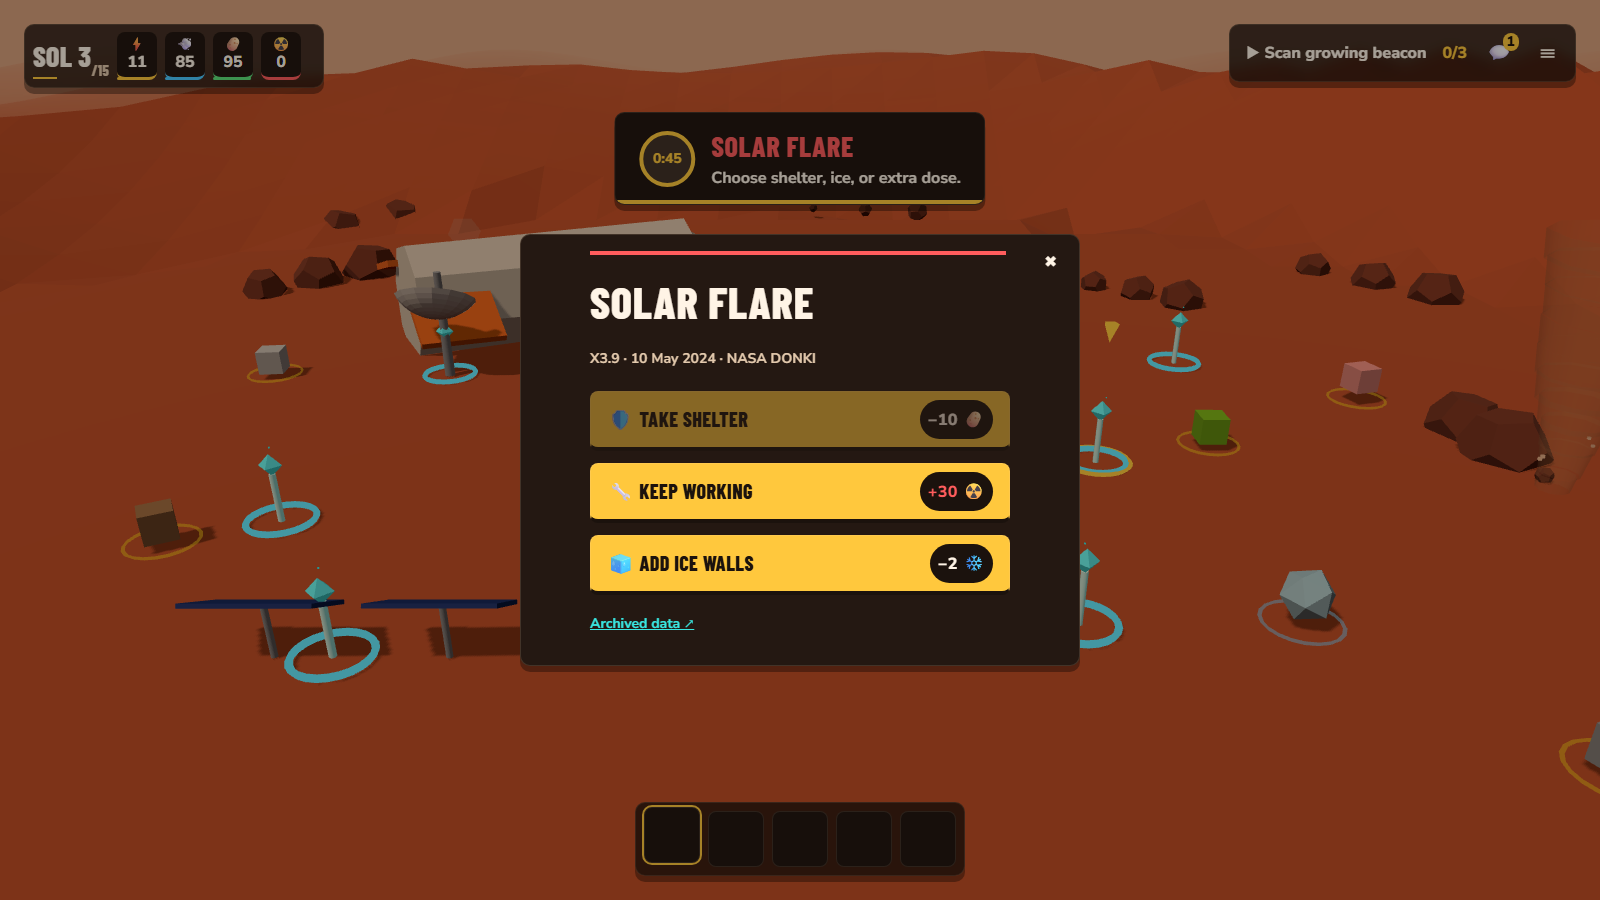 SOL 3 /15
11
85
95
0
▶ Scan growing beacon 0/3
1
0:45
SOLAR FLARE
Choose shelter, ice, or extra dose.
SOLAR FLARE
X3.9 · 10 May 2024 · NASA DONKI
TAKE SHELTER −10
KEEP WORKING +30
ADD ICE WALLS −2
Archived data ↗